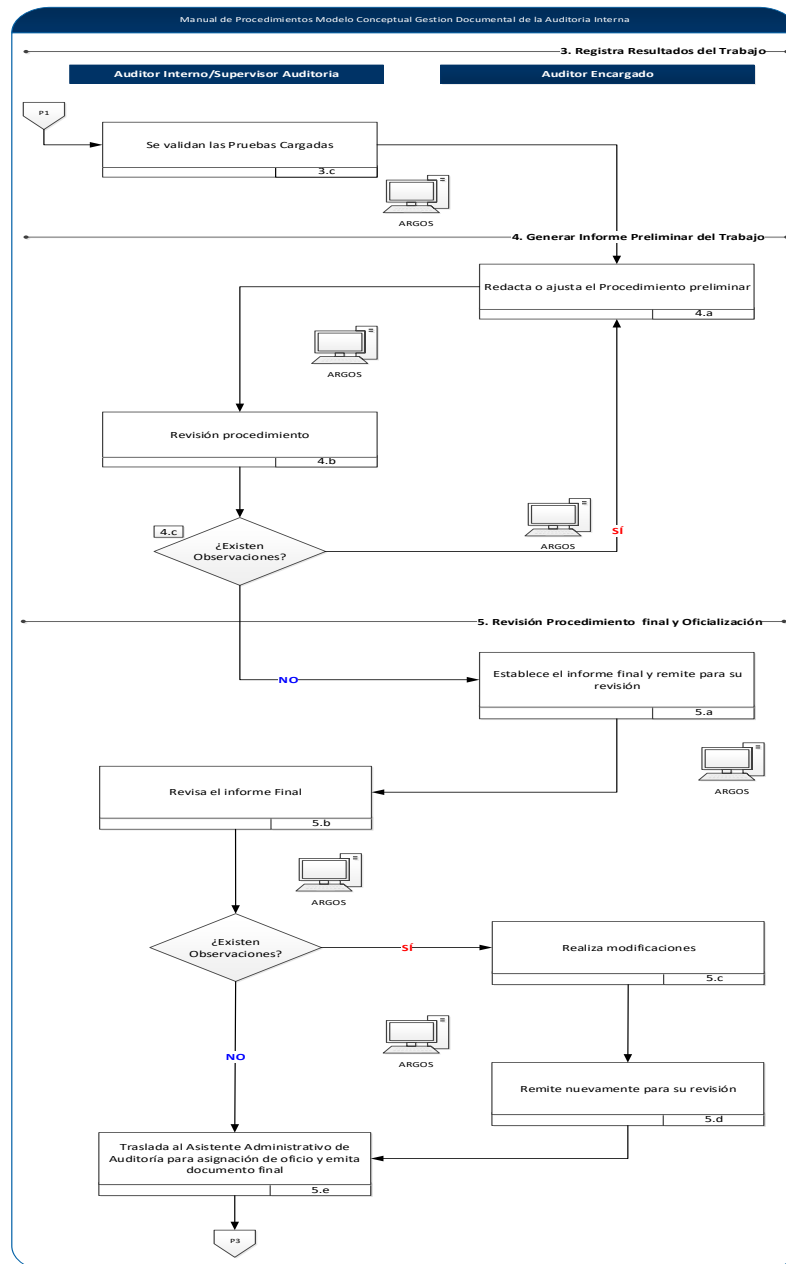 Manual de Procedimientos Modelo Conceptual Gestion Documental de la Auditoria Interna
3. Registra Resultados del Trabajo
Auditor Interno/Supervisor Auditoria
Auditor Encargado
P1
Se validan las Pruebas Cargadas
3.c
ARGOS
4. Generar Informe Preliminar del Trabajo
Redacta o ajusta el Procedimiento preliminar
4.a
ARGOS
Revisión procedimiento
4.b
4.c
¿Existen
Observaciones?
ARGOS
SÍ
5. Revisión Procedimiento final y Oficialización
NO
Establece el informe final y remite para su
revisión
5.a
ARGOS
Revisa el informe Final
5.b
ARGOS
¿Existen
Observaciones?
SÍ
Realiza modificaciones
5.c
ARGOS
NO
Remite nuevamente para su revisión
5.d
Traslada al Asistente Administrativo de
Auditoría para asignación de oficio y emita
documento final
5.e
P3